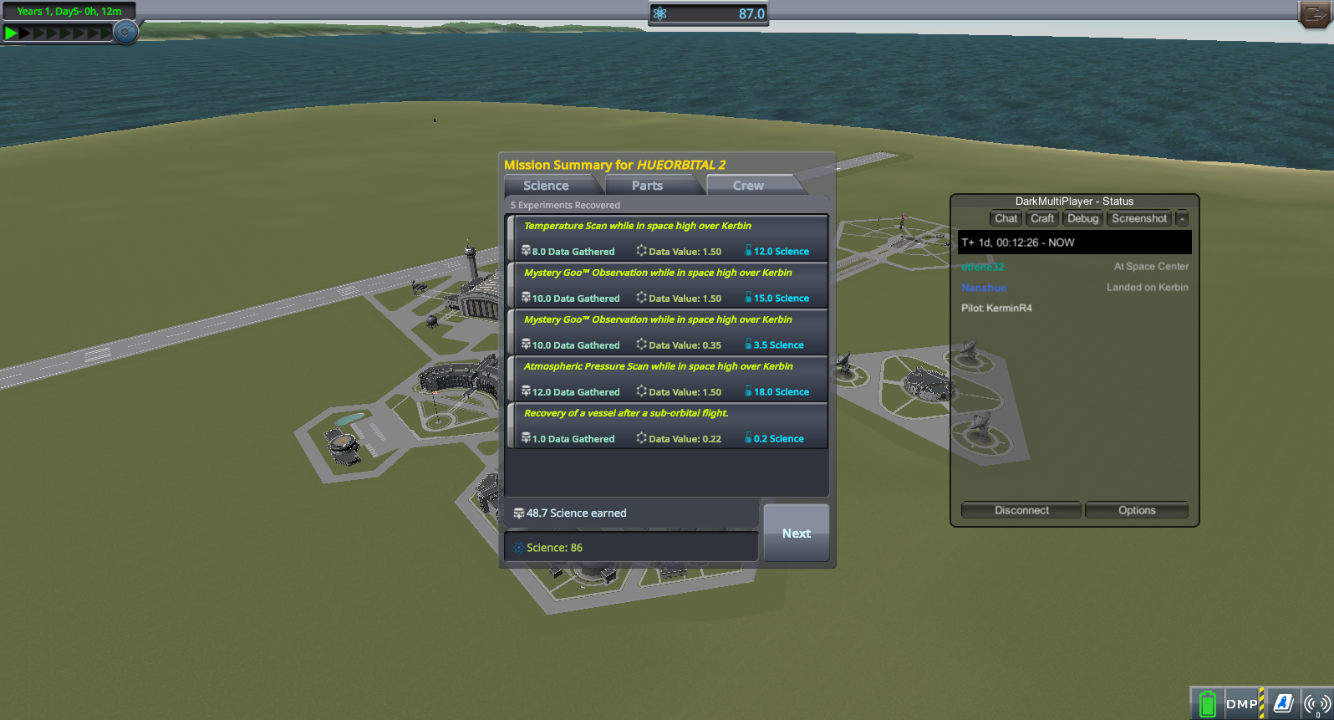 Years 1, Day5- 0h, 12m
87.0
Mission Summary for HUEORBITAL 2
Science Parts Crew
5 Experiments Recovered
Temperature Scan while in space high over Kerbin
8.0 Data Gathered Data Value: 1.50 12.0 Science
Mystery Goo™ Observation while in space high over Kerbin
10.0 Data Gathered Data Value: 1.50 15.0 Science
Mystery Goo™ Observation while in space high over Kerbin
10.0 Data Gathered Data Value: 0.35 3.5 Science
Atmospheric Pressure Scan while in space high over Kerbin
12.0 Data Gathered Data Value: 1.50 18.0 Science
Recovery of a vessel after a sub-orbital flight.
1.0 Data Gathered Data Value: 0.22 0.2 Science
48.7 Science earned
Science: 86
Next
DarkMultiPlayer - Status
Chat Craft Debug Screenshot -
T+ 1d, 00:12:26 - NOW
At Space Center
Nanshue Landed on Kerbin
Pilot: KerminR4
Disconnect Options
DMP
0